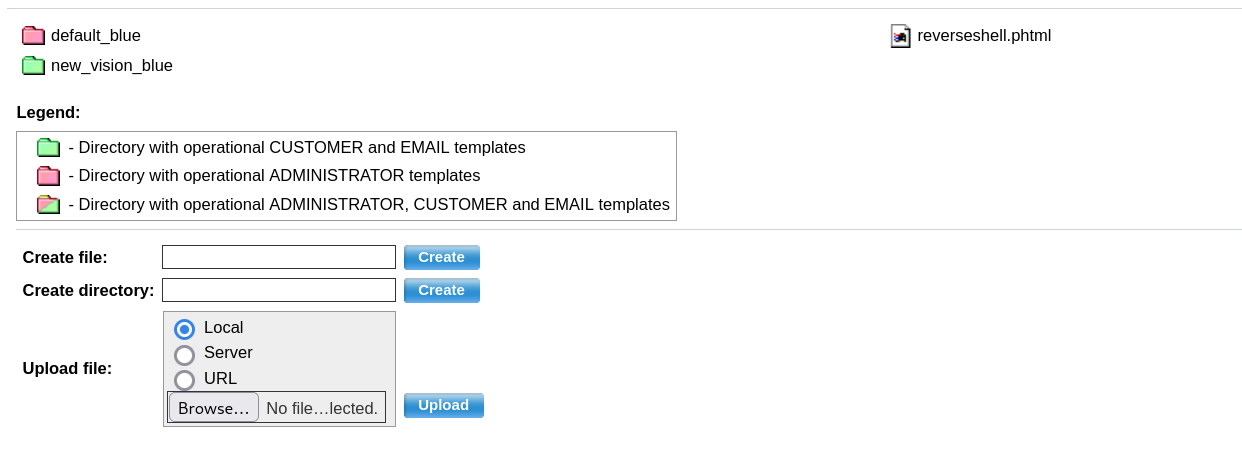 default_blue
reverseshell.phtml
new_vision_blue
Legend:
- Directory with operational CUSTOMER and EMAIL templates
- Directory with operational ADMINISTRATOR templates
- Directory with operational ADMINISTRATOR, CUSTOMER and EMAIL templates
Create file:
Create
Create directory:
Create
Local
Server
Upload file:
URL
Browse... No file...lected.
Upload